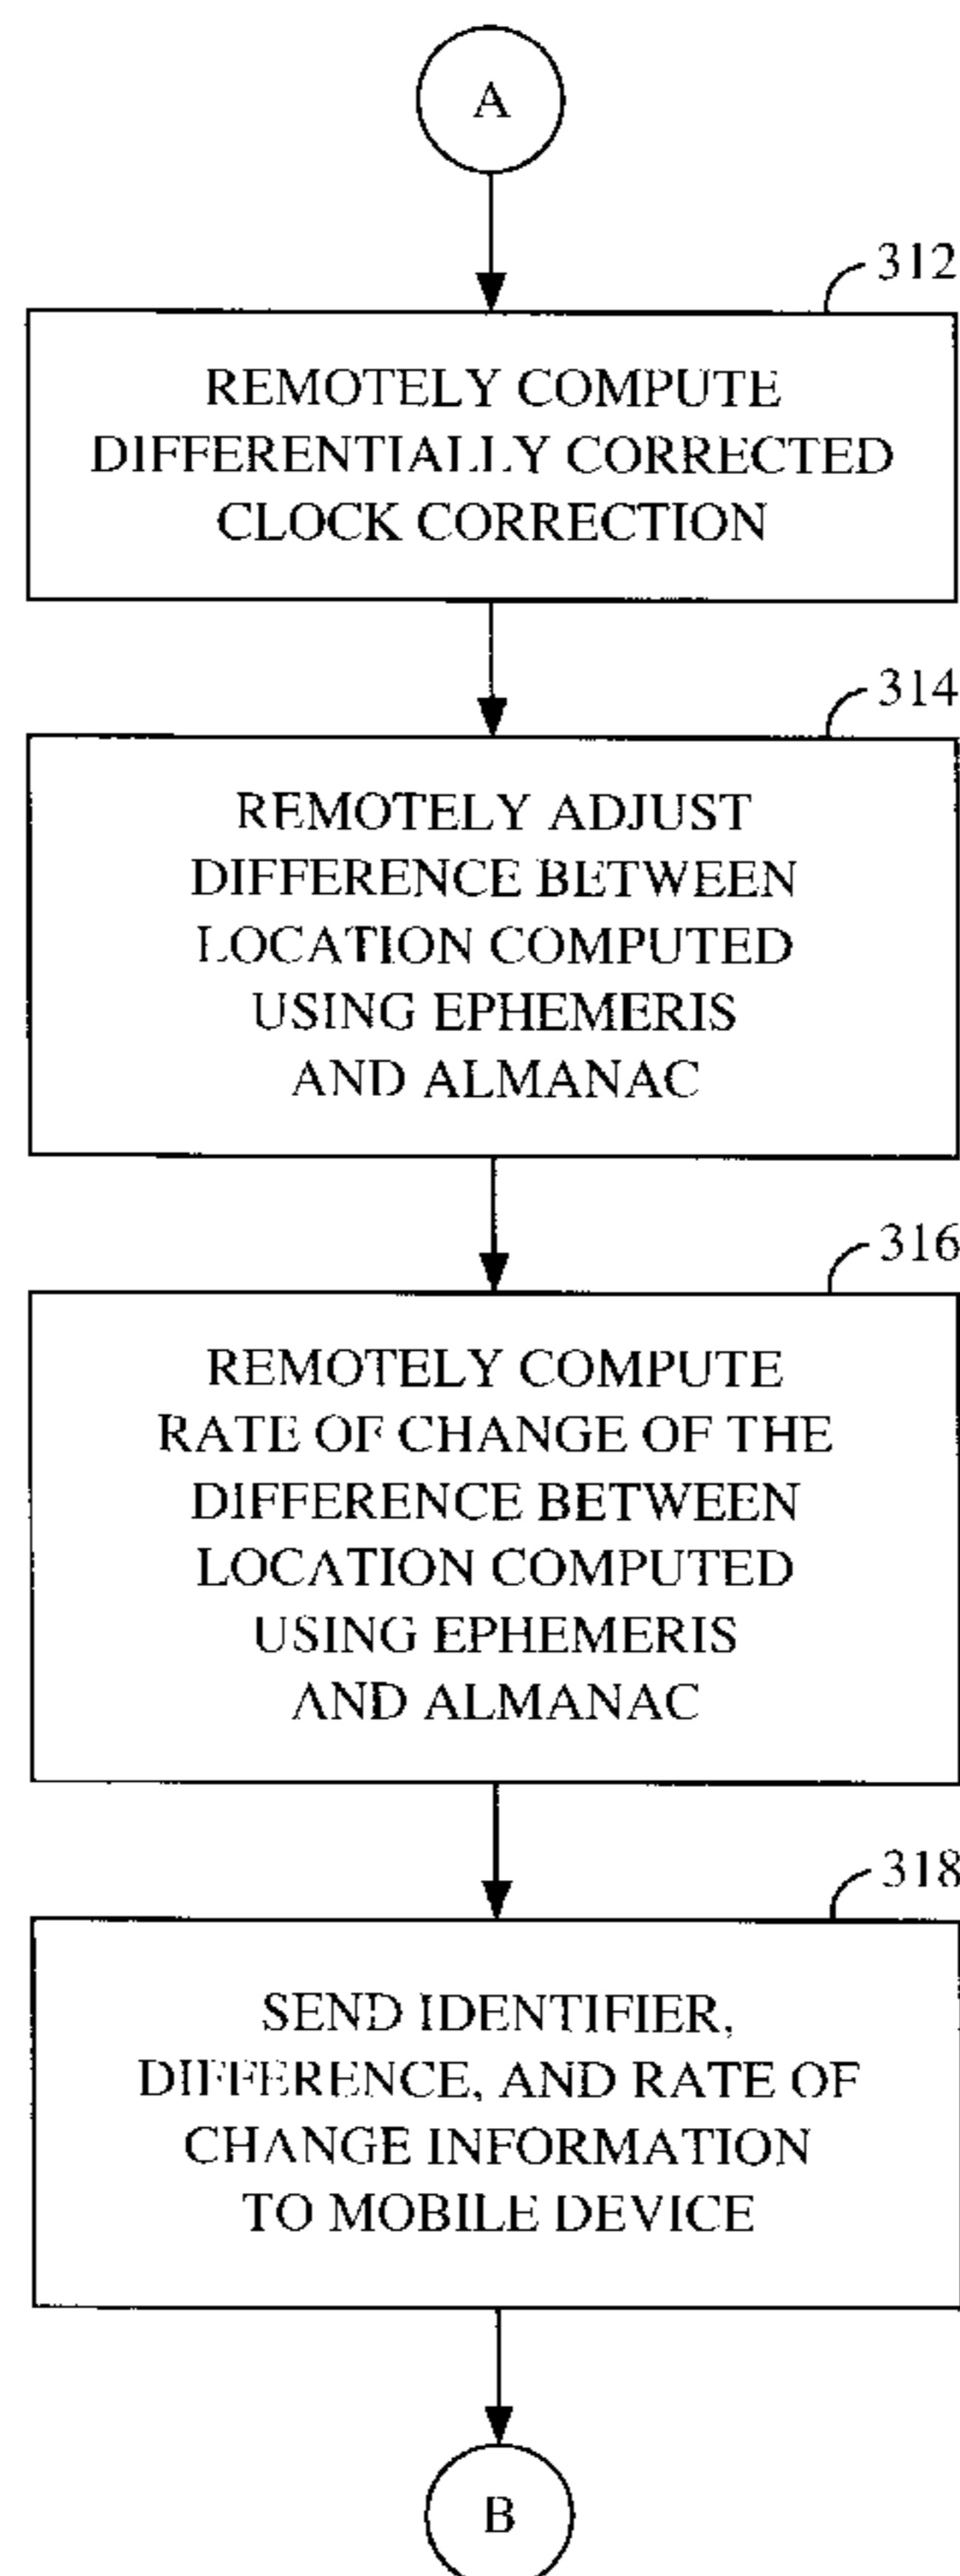 A
312
REMOTELY COMPUTE
DIFFERENTIALLY CORRECTED
CLOCK CORRECTION
314
REMOTELY ADJUST
DIFFERENCE BETWEEN
LOCATION COMPUTED
USING EPHEMERIS
AND ALMANAC
316
REMOTELY COMPUTE
RATE OF CHANGE OF THE
DIFFERENCE BETWEEN
LOCATION COMPUTED
USING EPHEMERIS
AND ALMANAC
318
SEND IDENTIFIER,
DIFFERENCE, AND RATE OF
CHANGE INFORMATION
TO MOBILE DEVICE
B